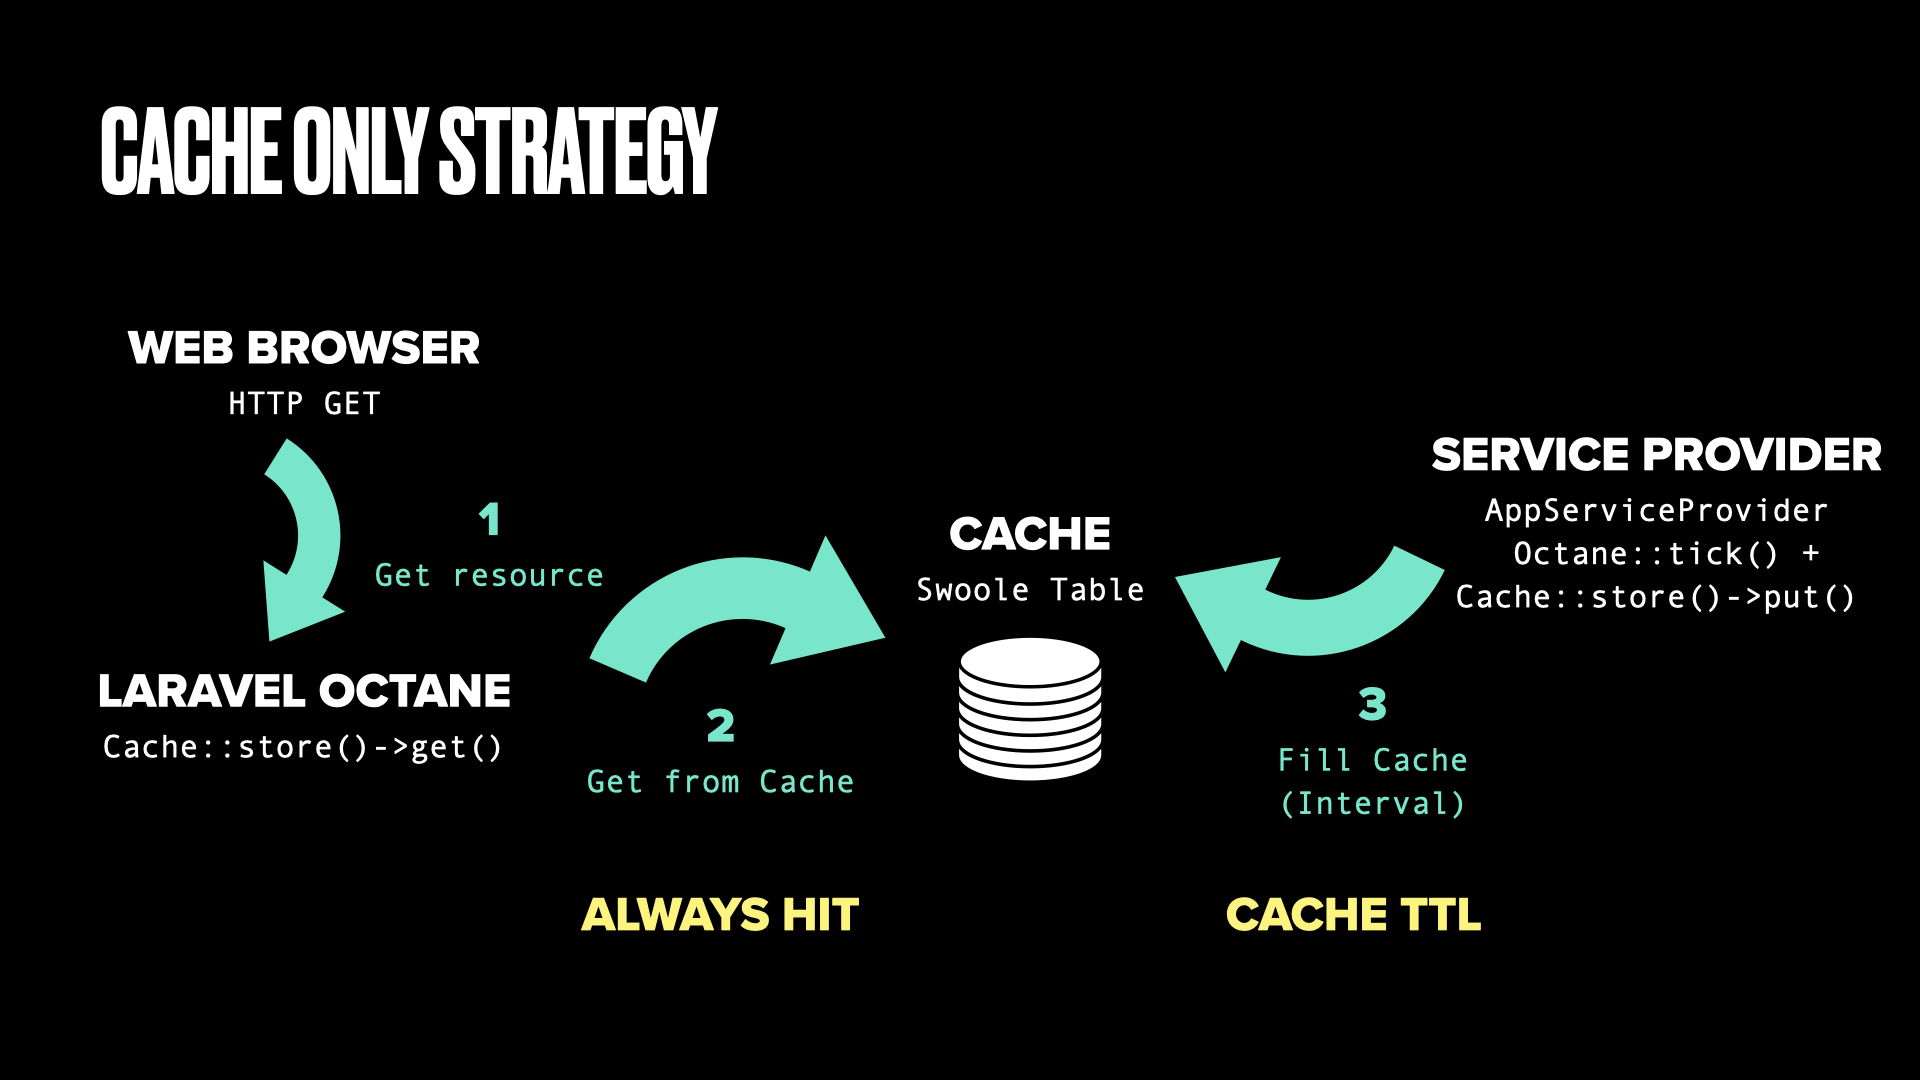 CACHE ONLY STRATEGY
WEB BROWSER
HTTP GET
1
Get resource
LARAVEL OCTANE
Cache::store()->get()
2
Get from Cache
ALWAYS HIT
CACHE
Swoole Table
SERVICE PROVIDER
AppServiceProvider
Octane::tick() +
Cache::store()->put()
3
Fill Cache
(Interval)
CACHE TTL